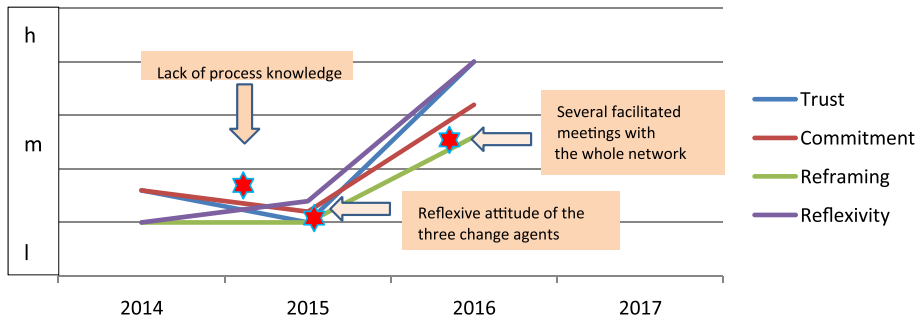 h
Lack of process knowledge
Several facilitated
meetings with
the whole network
m
Reflexive attitude of the
three change agents
l
2014
2015
2016
2017
Trust
Commitment
Reframing
Reflexivity